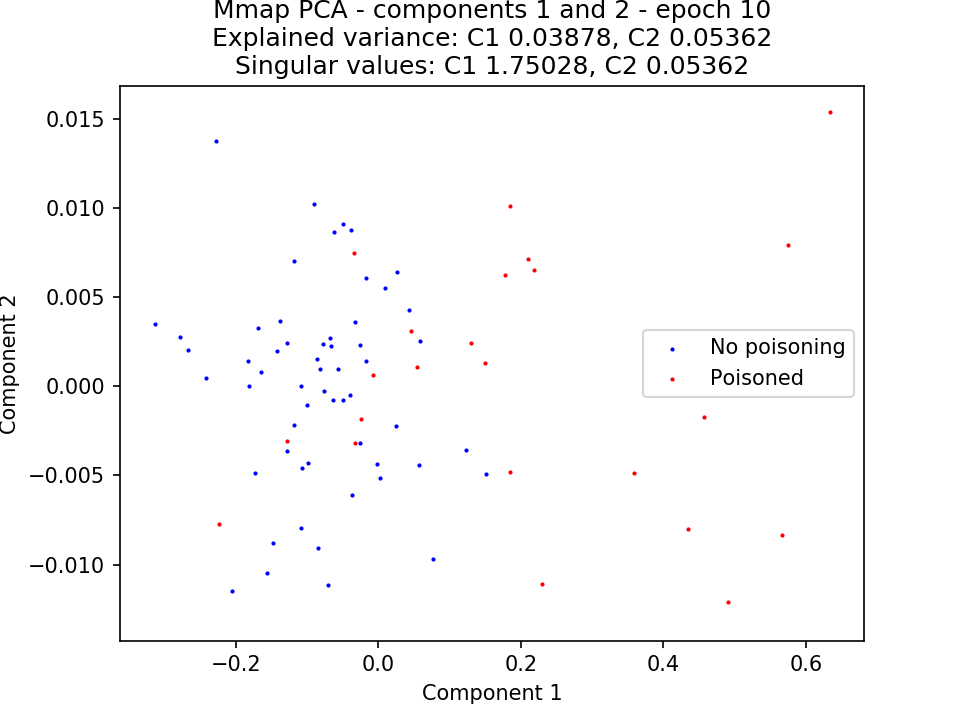 Mmap PCA - components 1 and 2 - epoch 10
Explained variance: C1 0.03878, C2 0.05362
Singular values: C1 1.75028, C2 0.05362
0.015
0.010
0.005
0.000
−0.005
−0.010
Component 2
No poisoning
Poisoned
−0.2
0.0
0.2
0.4
0.6
Component 1